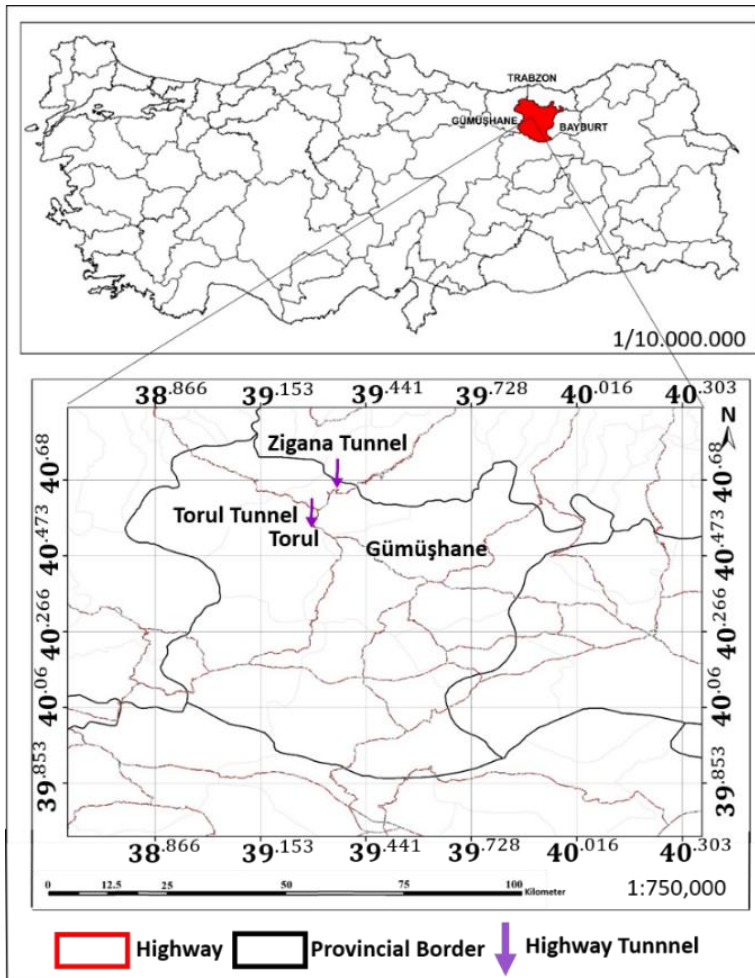 TRABZON
GÜMÜŞHANE
BAYBURT
1/10.000.000
38.866 39.153 39.441 39.728 40.016 40.303
N
Zigana Tunnel
40.68 40.68
Torul Tunnel
Torul
Gümüşhane
40.473 40.473
40.266 40.266
40.06 40.06
39.853 39.853
38.866 39.153 39.441 39.728 40.016 40.303
0 12.5 25 50 75 100 Kilometer
1:750,000
Highway Provincial Border Highway Tunnnel